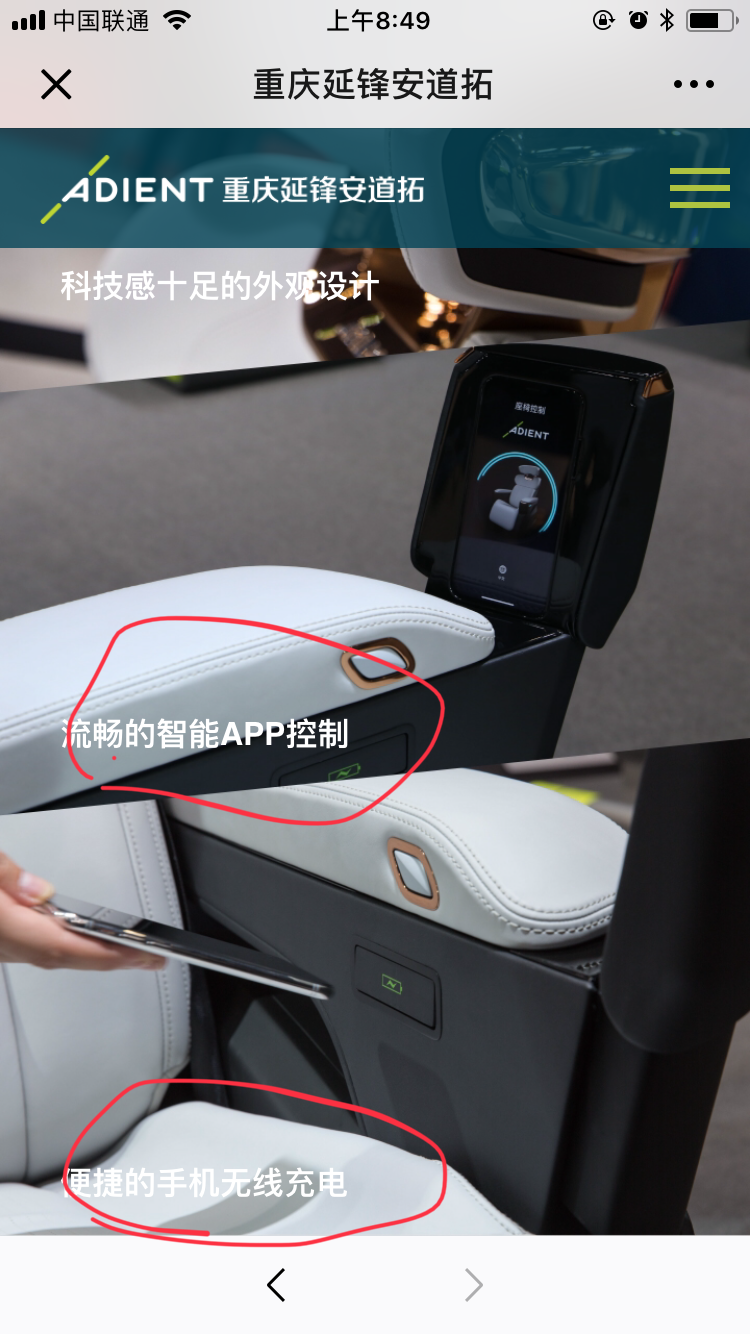 中国联通
上午8:49
重庆延锋安道拓
ADIENT 重庆延锋安道拓
科技感十足的外观设计
座椅控制
ADIENT
流畅的智能APP控制
便捷的手机无线充电